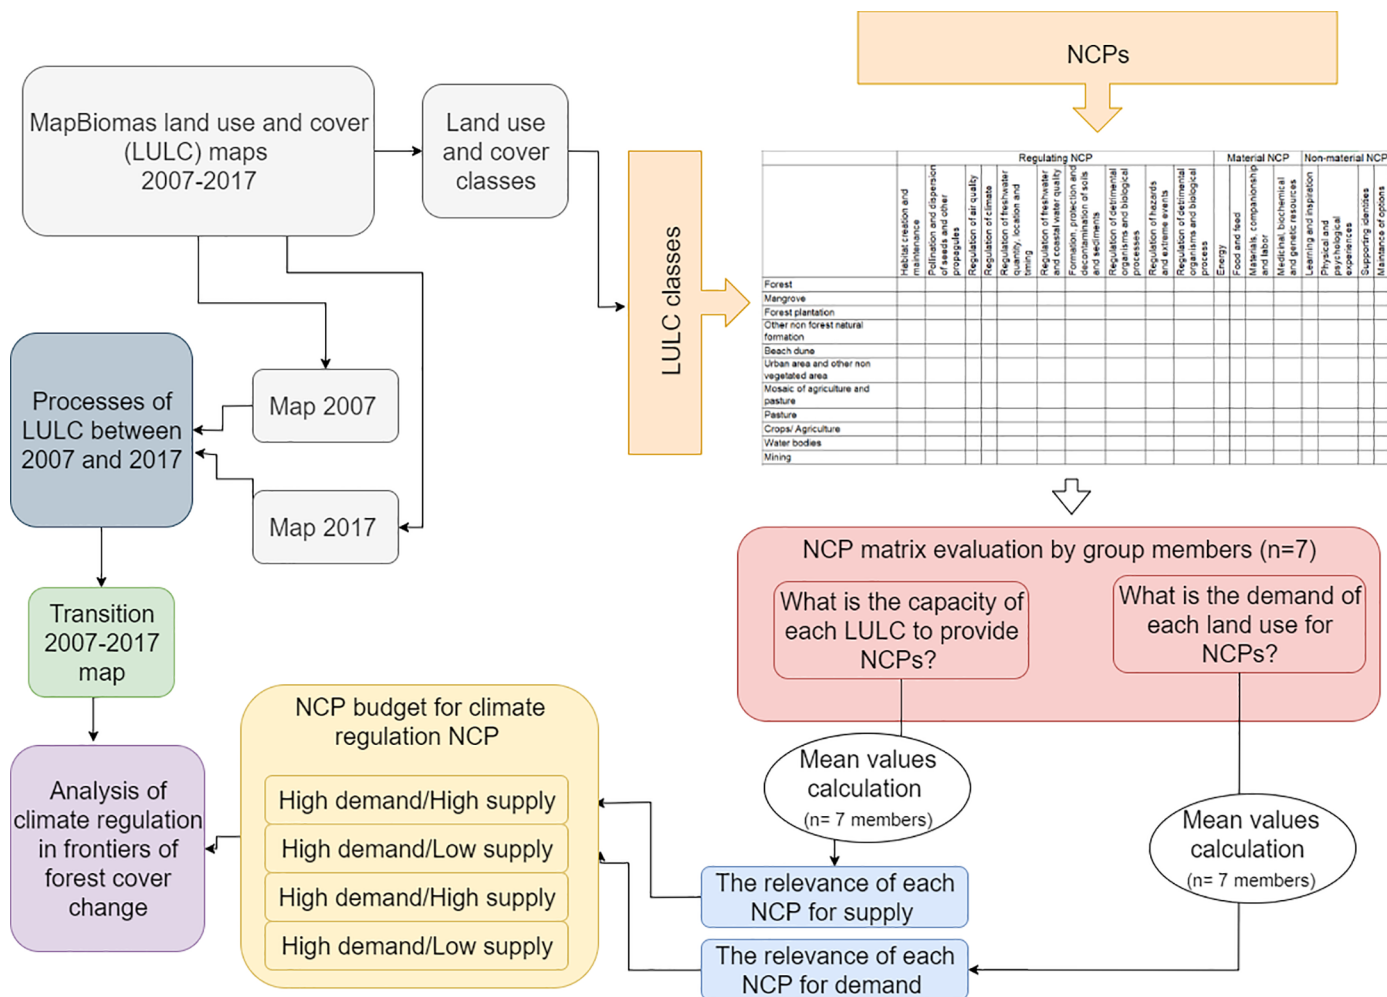 NCPs
MapBiomas land use and cover
(LULC) maps
2007-2017
Land use
and cover
classes
LULC classes
Regulating NCP
Material NCP
Non-material NCP
Habitat creation and
maintenance
Pollination and dispersion
of seeds and other
propagules
Regulation of air quality
Regulation of climate
Regulation of freshwater
quantity, location and
timing
Regulation of freshwater
and coastal water quality
Formation, protection and
decontamination of soils
and sediments
Regulation of detrimental
organisms and biological
processes
Regulation of hazards
and extreme events
Regulation of detrimental
organisms and biological
process
Energy
Food and feed
Materials, companionship
and labor
Medicinal, biochemical
and genetic resources
Learning and inspiration
Physical and
psychological
experiences
Supporting identities
Maintance of options
Forest
Mangrove
Forest plantation
Other non forest natural
formation
Beach dune
Urban area and other non
vegetated area
Mosaic of agriculture and
pasture
Pasture
Crops/ Agriculture
Water bodies
Mining
Processes of
LULC between
2007 and 2017
Map 2007
Map 2017
Transition
2007-2017
map
NCP matrix evaluation by group members (n=7)
What is the capacity of
each LULC to provide
NCPs?
What is the demand of
each land use for
NCPs?
Mean values
calculation
(n= 7 members)
Mean values
calculation
(n= 7 members)
The relevance of each
NCP for supply
The relevance of each
NCP for demand
NCP budget for climate
regulation NCP
High demand/High supply
High demand/Low supply
High demand/High supply
High demand/Low supply
Analysis of
climate regulation
in frontiers of
forest cover
change